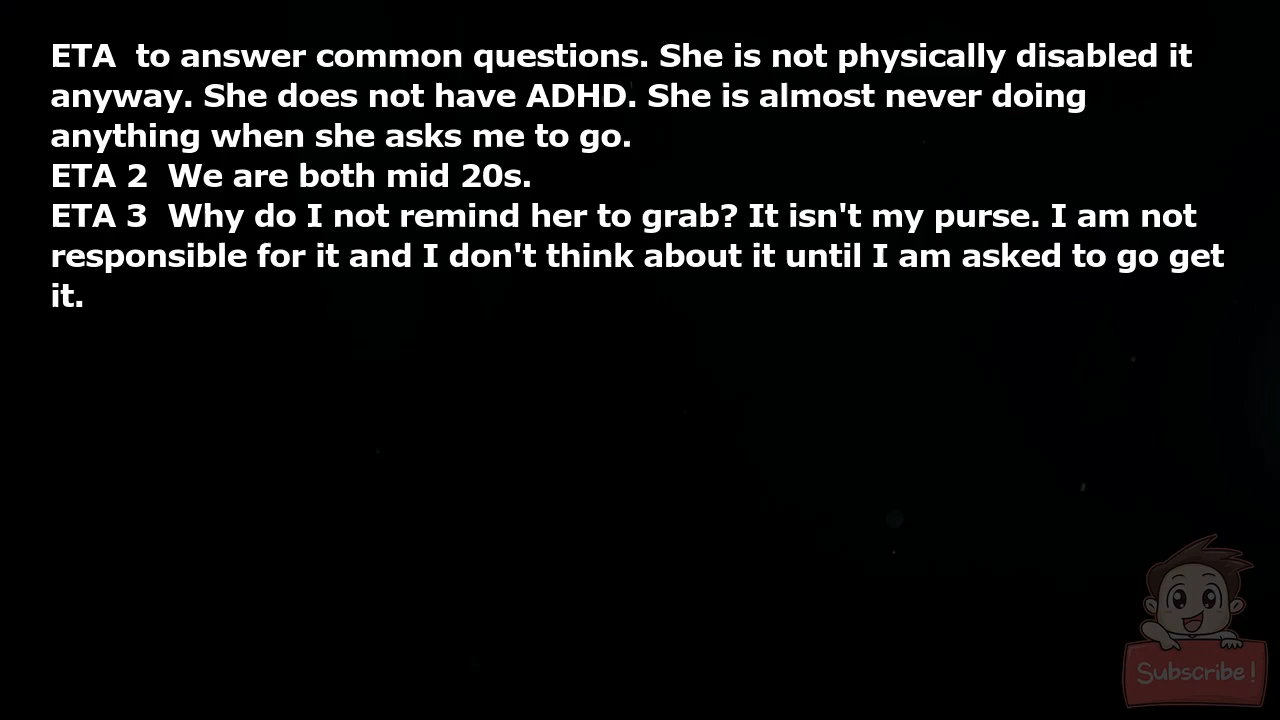 ETA  to answer common questions. She is not physically disabled it
anyway. She does not have ADHD. She is almost never doing
anything when she asks me to go.
ETA 2  We are both mid 20s.
ETA 3  Why do I not remind her to grab? It isn't my purse. I am not
responsible for it and I don't think about it until I am asked to go get
it.
Subscribe!